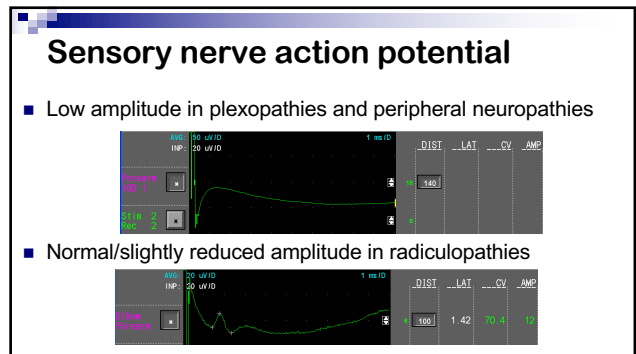 Sensory nerve action potential
Low amplitude in plexopathies and peripheral neuropathies
AVG: 50 uV/D 1 ms/D
INP: 20 uV/D
DIST LAT CV AMP
Forearm
140
Stim 2
Rec 2
Normal/slightly reduced amplitude in radiculopathies
AVG: 20 uV/D 1 ms/D
INP: 20 uV/D
DIST LAT CV AMP
Elbow
Forearm
100 1.42 70.4 12